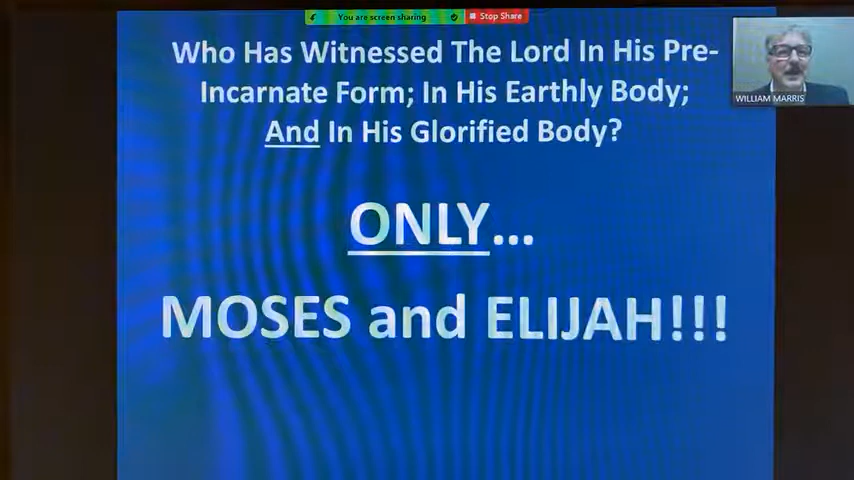 You are screen sharing
Stop Share
Who Has Witnessed The Lord In His Pre-
Incarnate Form; In His Earthly Body;
And In His Glorified Body?
WILLIAM MARRIS
ONLY...
MOSES and ELIJAH!!!